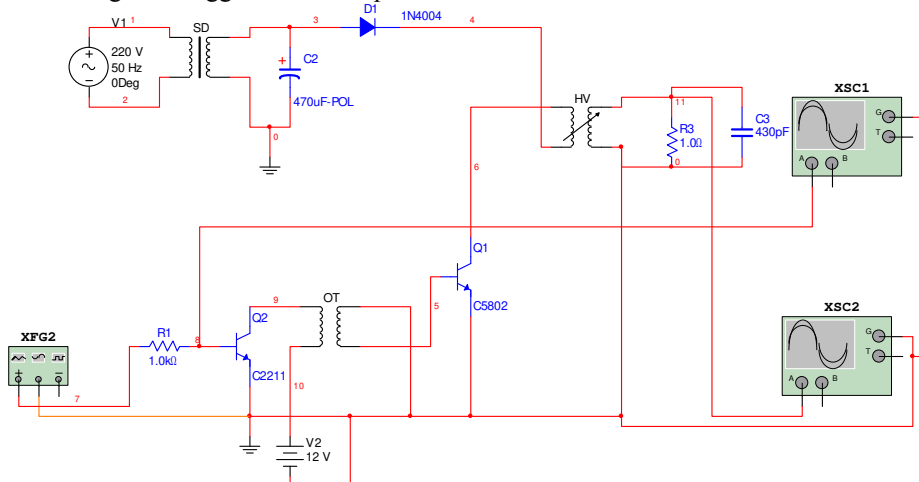 V1
1
220 V
50 Hz
0Deg
2
SD
3
D1
1N4004
4
C2
+
470uF-POL
0
HV
11
R3
1.0Ω
0
C3
430pF
XSC1
G
T
A
B
6
Q1
5
C5802
XFG2
+
−
7
R1
1.0kΩ
8
9
Q2
C2211
OT
10
V2
12 V
XSC2
G
T
A
B